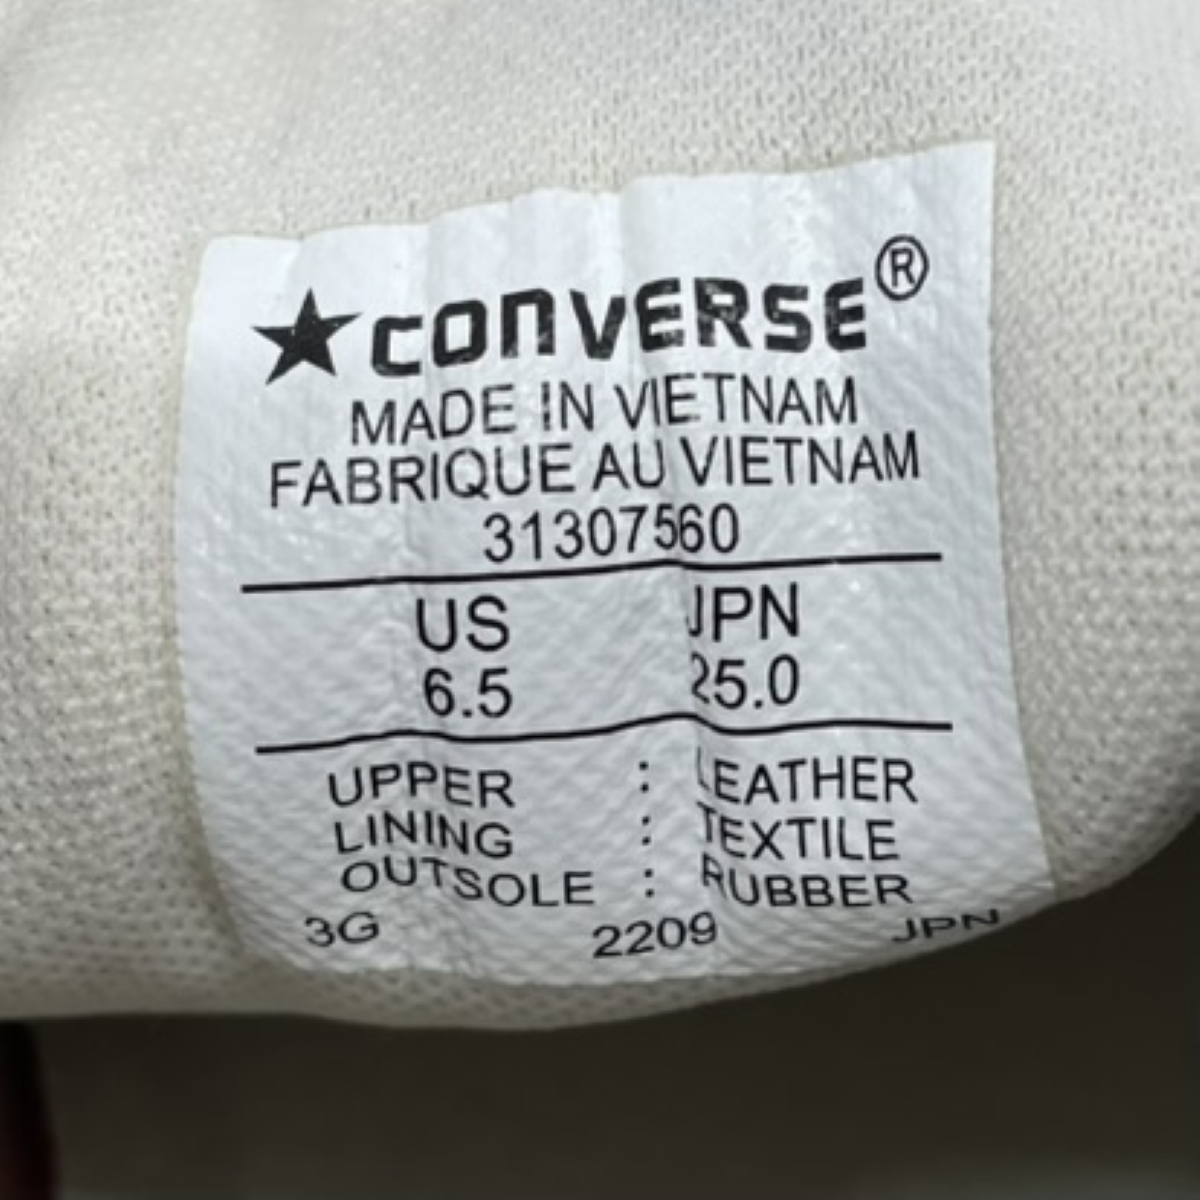 ★CONVERSE®
MADE IN VIETNAM
FABRIQUE AU VIETNAM
31307560
US JPN
6.5 25.0
UPPER : LEATHER
LINING : TEXTILE
OUTSOLE : RUBBER
3G 2209 JPN